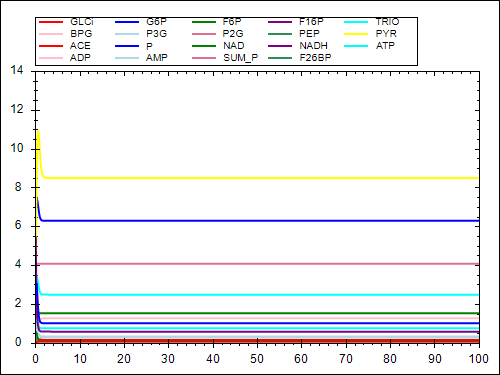 GLCi G6P F6P F16P TRIO
BPG P3G P2G PEP PYR
ACE P NAD NADH ATP
ADP AMP SUM_P F26BP
14
12
10
8
6
4
2
0
0 10 20 30 40 50 60 70 80 90 100